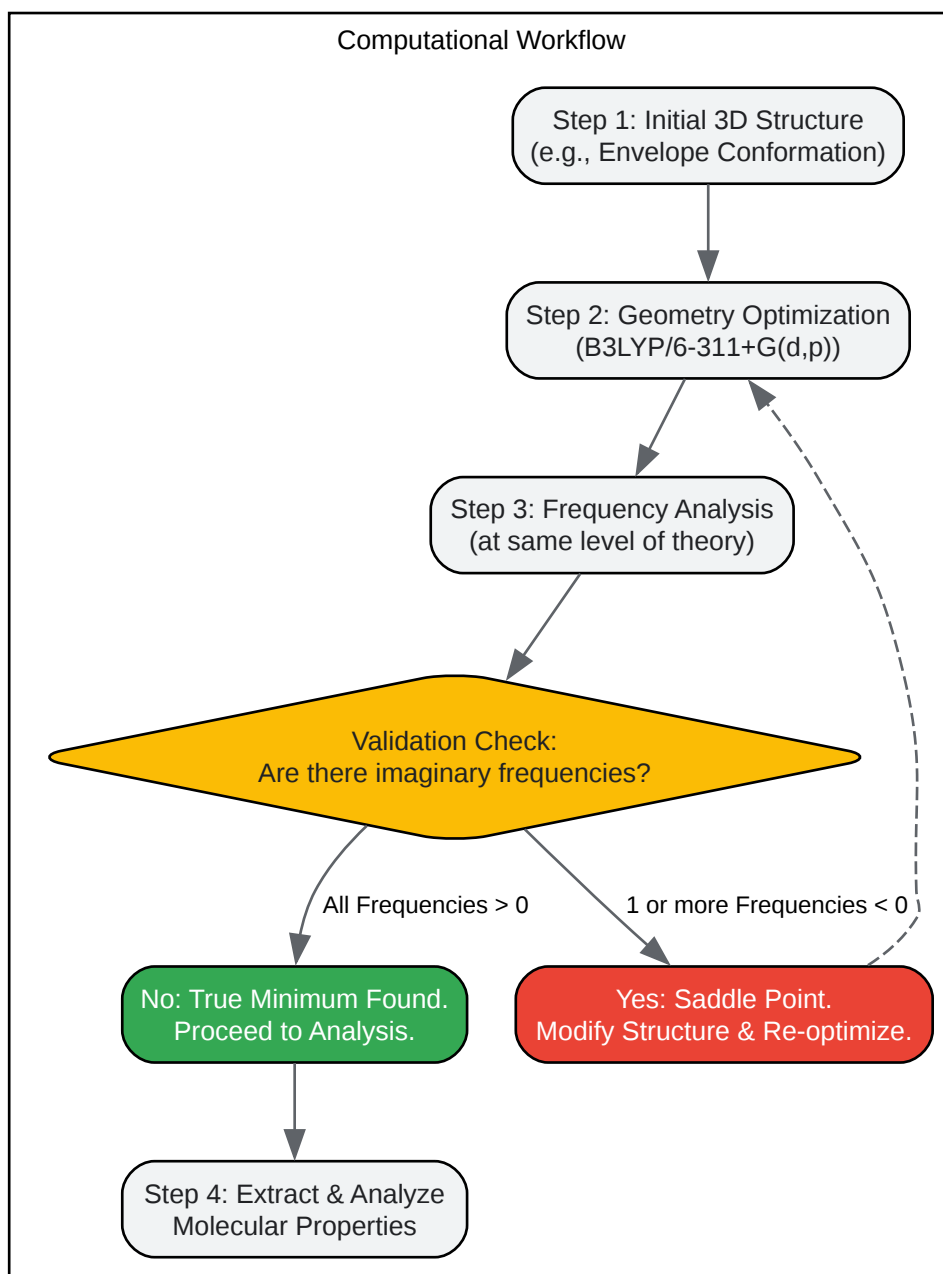 Computational Workflow
Step 1: Initial 3D Structure
(e.g., Envelope Conformation)
Step 2: Geometry Optimization
(B3LYP/6-311+G(d,p))
Step 3: Frequency Analysis
(at same level of theory)
Validation Check:
Are there imaginary frequencies?
All Frequencies > 0
1 or more Frequencies < 0
No: True Minimum Found.
Proceed to Analysis.
Yes: Saddle Point.
Modify Structure & Re-optimize.
Step 4: Extract & Analyze
Molecular Properties